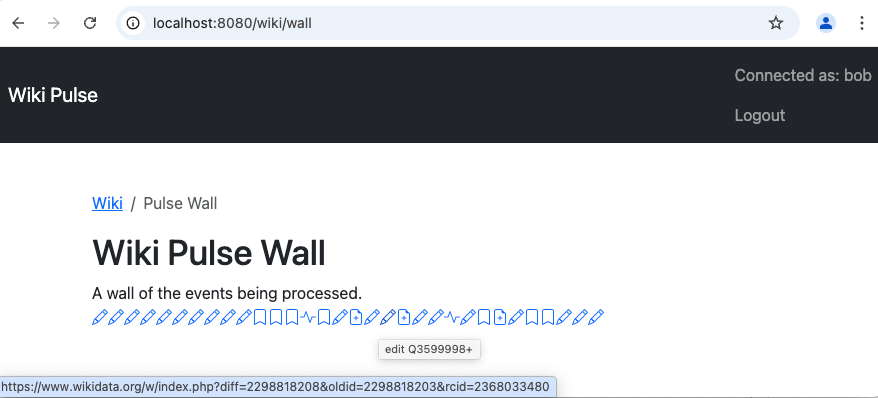 localhost:8080/wiki/wall
Connected as: bob
Wiki Pulse
Logout
Wiki / Pulse Wall
Wiki Pulse Wall
A wall of the events being processed.
edit Q3599998+
https://www.wikidata.org/w/index.php?diff=2298818208&oldid=2298818203&rcid=2368033480